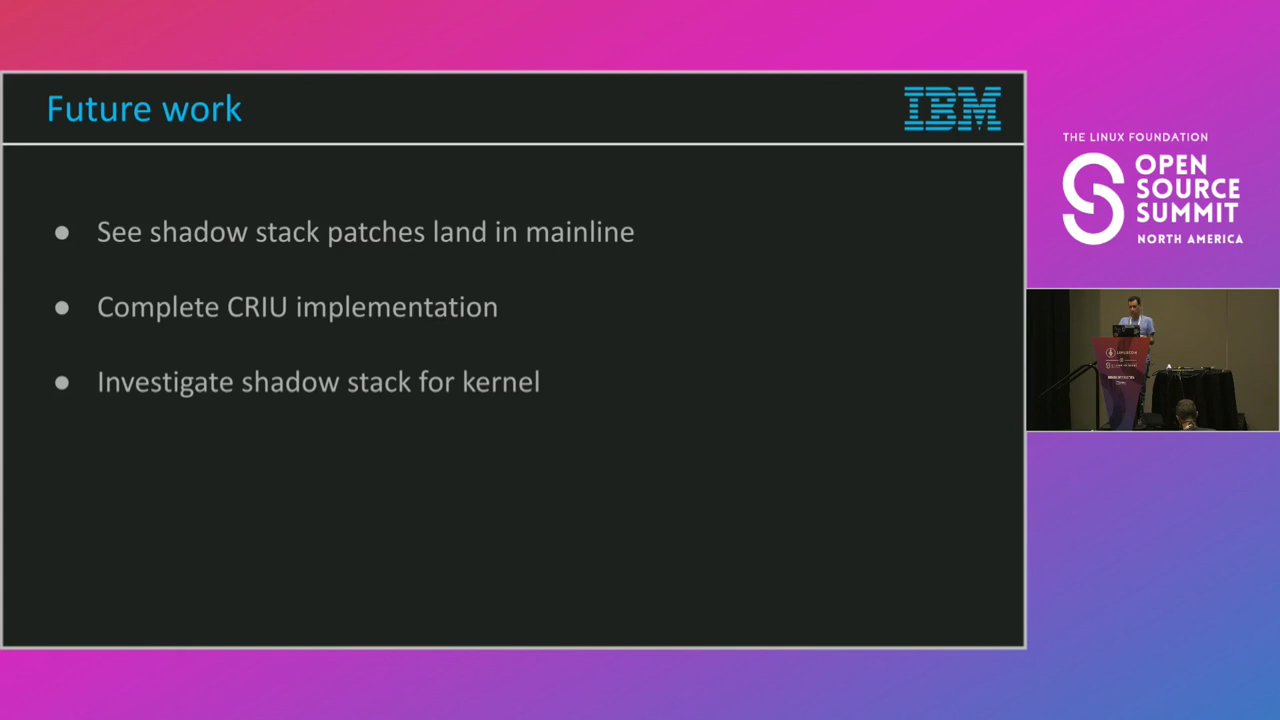 Future work
IBM
● See shadow stack patches land in mainline
● Complete CRIU implementation
● Investigate shadow stack for kernel
THE LINUX FOUNDATION
OPEN
SOURCE
SUMMIT
NORTH AMERICA